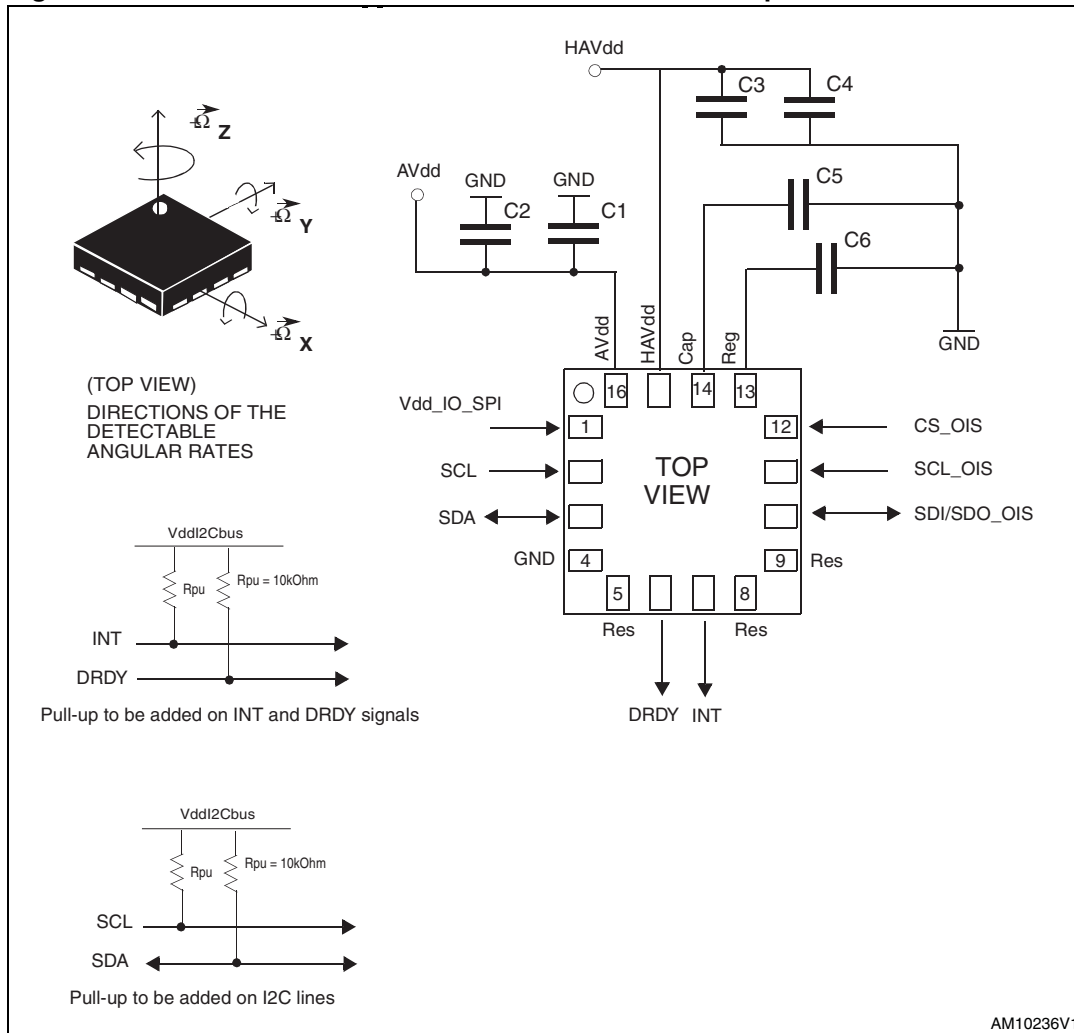 HAVdd
C3
C4
AVdd
GND
GND
C2
C1
C5
C6
GND
Ω Z
Ω Y
Ω X
(TOP VIEW)
DIRECTIONS OF THE
DETECTABLE
ANGULAR RATES
AVdd
HAVdd
Cap
Reg
16
14
13
Vdd_IO_SPI
1
12
CS_OIS
SCL
TOP
VIEW
SCL_OIS
SDA
SDI/SDO_OIS
GND
4
9
Res
5
8
Res
Res
DRDY
INT
VddI2Cbus
Rpu
Rpu = 10kOhm
INT
DRDY
Pull-up to be added on INT and DRDY signals
VddI2Cbus
Rpu
Rpu = 10kOhm
SCL
SDA
Pull-up to be added on I2C lines
AM10236V1